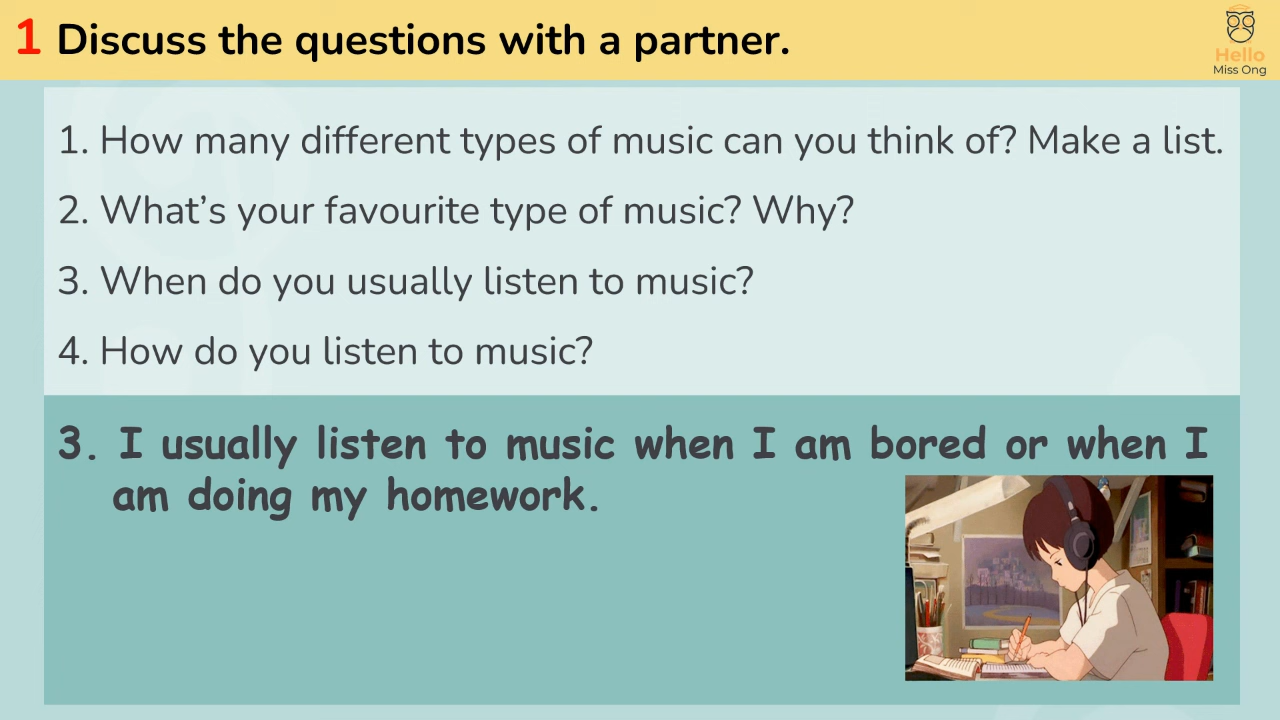 1 Discuss the questions with a partner.
Hello
Miss Ong
1. How many different types of music can you think of? Make a list.
2. What’s your favourite type of music? Why?
3. When do you usually listen to music?
4. How do you listen to music?
3. I usually listen to music when I am bored or when I
am doing my homework.